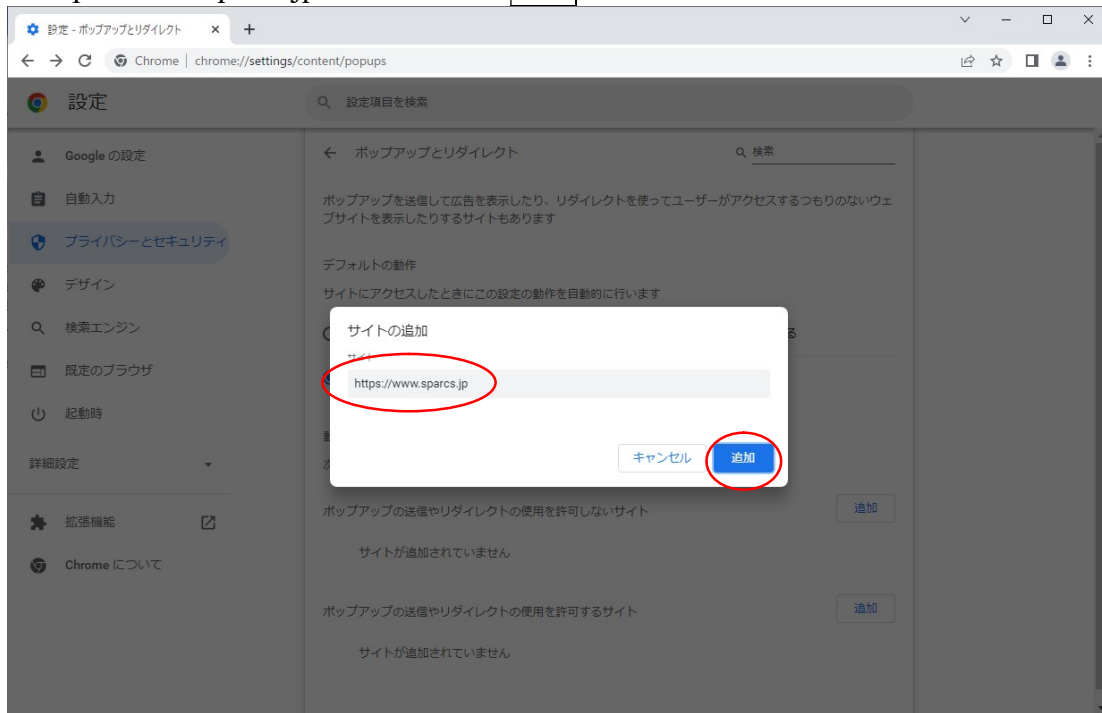 設定 - ポップアップとリダイレクト
Chrome | chrome://settings/content/popups
設定
設定項目を検索
Google の設定
自動入力
プライバシーとセキュリティ
デザイン
検索エンジン
既定のブラウザ
起動時
詳細設定
拡張機能
Chrome について
ポップアップとリダイレクト
検索
ポップアップを送信して広告を表示したり、リダイレクトを使ってユーザーがアクセスするつもりのないウェ
ブサイトを表示したりするサイトもあります
デフォルトの動作
サイトにアクセスしたときにこの設定の動作を自動的に行います
サイトの追加
サイト
https://www.sparcs.jp
キャンセル
追加
ポップアップの送信やリダイレクトの使用を許可しないサイト
追加
サイトが追加されていません
ポップアップの送信やリダイレクトの使用を許可するサイト
追加
サイトが追加されていません